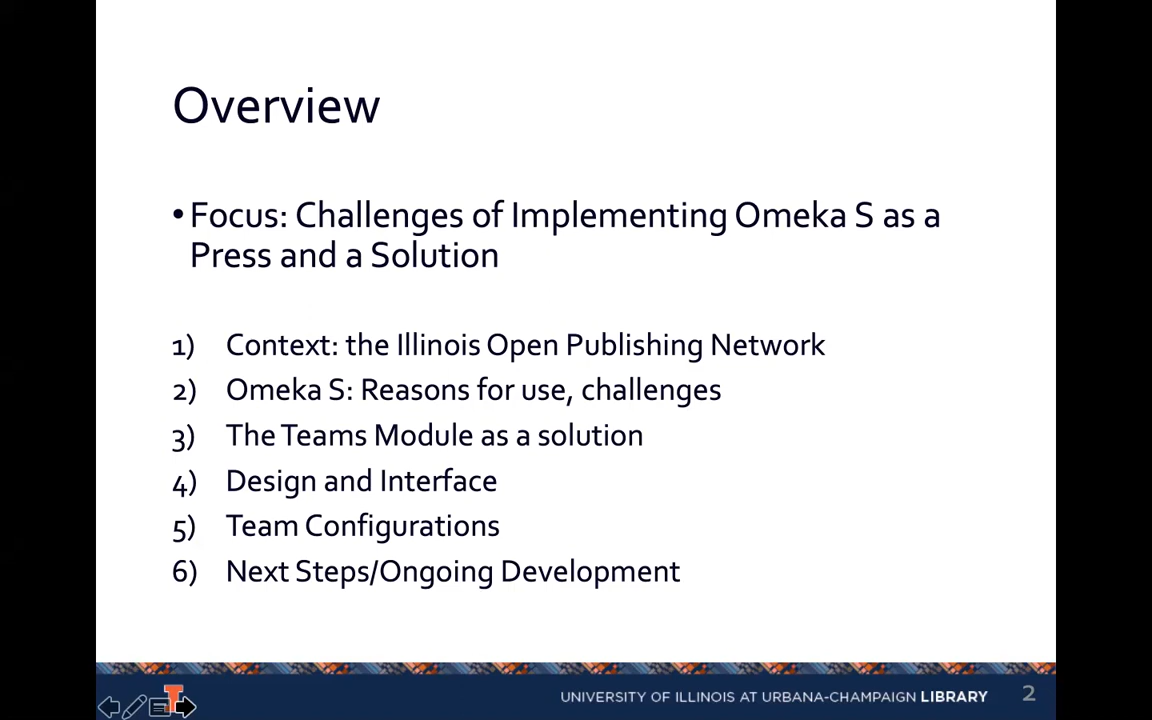 Overview
• Focus: Challenges of Implementing Omeka S as a
Press and a Solution
1) Context: the Illinois Open Publishing Network
2) Omeka S: Reasons for use, challenges
3) The Teams Module as a solution
4) Design and Interface
5) Team Configurations
6) Next Steps/Ongoing Development
UNIVERSITY OF ILLINOIS AT URBANA-CHAMPAIGN LIBRARY 2